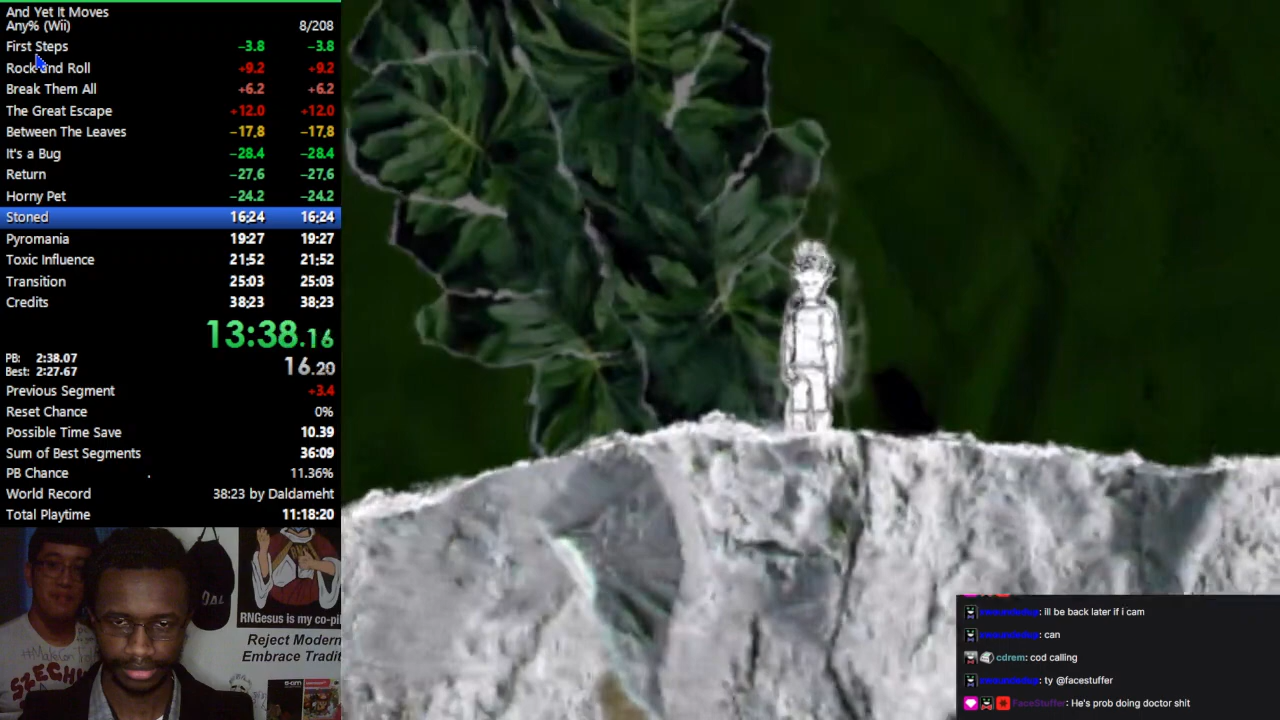 And Yet It Moves
Any% (Wii) 8/208
First Steps -3.8 -3.8
Rock and Roll +9.2 +9.2
Break Them All +6.2 +6.2
The Great Escape +12.0 +12.0
Between The Leaves -17.8 -17.8
It's a Bug -28.4 -28.4
Return -27.6 -27.6
Horny Pet -24.2 -24.2
Stoned 16:24 16:24
Pyromania 19:27 19:27
Toxic Influence 21:52 21:52
Transition 25:03 25:03
Credits 38:23 38:23
13:38.16
PB: 2:38.07
Best: 2:27.67
16.20
Previous Segment +3.4
Reset Chance 0%
Possible Time Save 10.39
Sum of Best Segments 36:09
PB Chance 11.36%
World Record 38:23 by Daldameht
Total Playtime 11:18:20
RNGesus is my co-pi
Reject Modern
Embrace Tradit
SZECHU
: ill be back later if i cam
: can
cdrem: cod calling
: ty @facestuffer
FaceStuffer: He's prob doing doctor shit